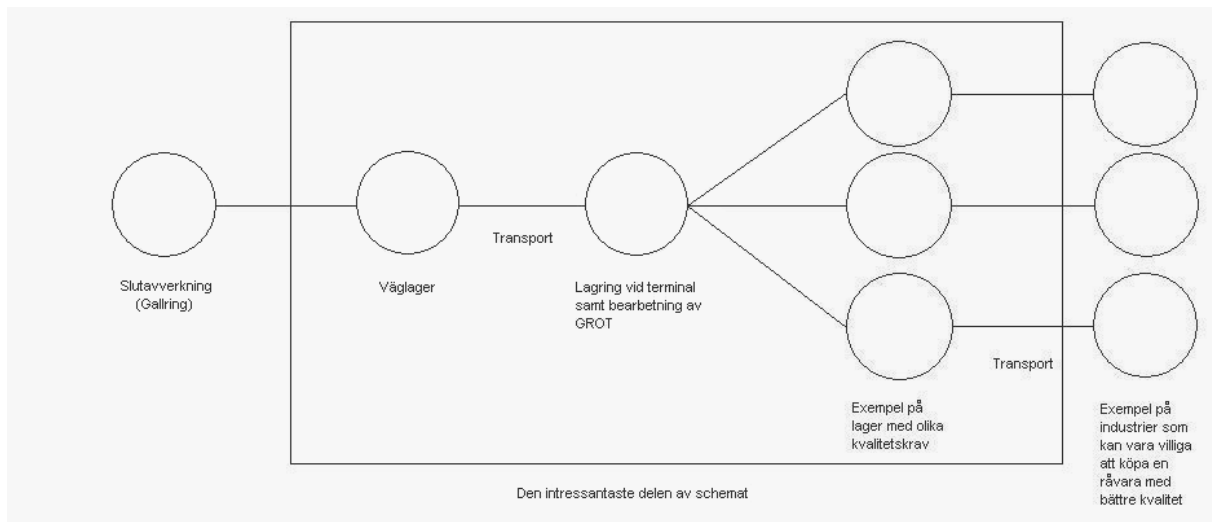 Slutavverkning
(Gallring)
Väglager
Transport
Lagring vid terminal
samt bearbetning av
GROT
Exempel på
lager med olika
kvalitetskrav
Transport
Exempel på
industrier som
kan vara villiga
att köpa en
råvara med
bättre kvalitet
Den intressantaste delen av schemat